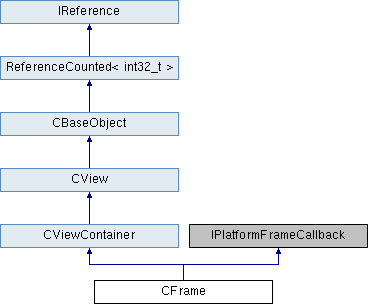 IReference
ReferenceCounted< int32_t >
CBaseObject
CView
CViewContainer
IPlatformFrameCallback
CFrame